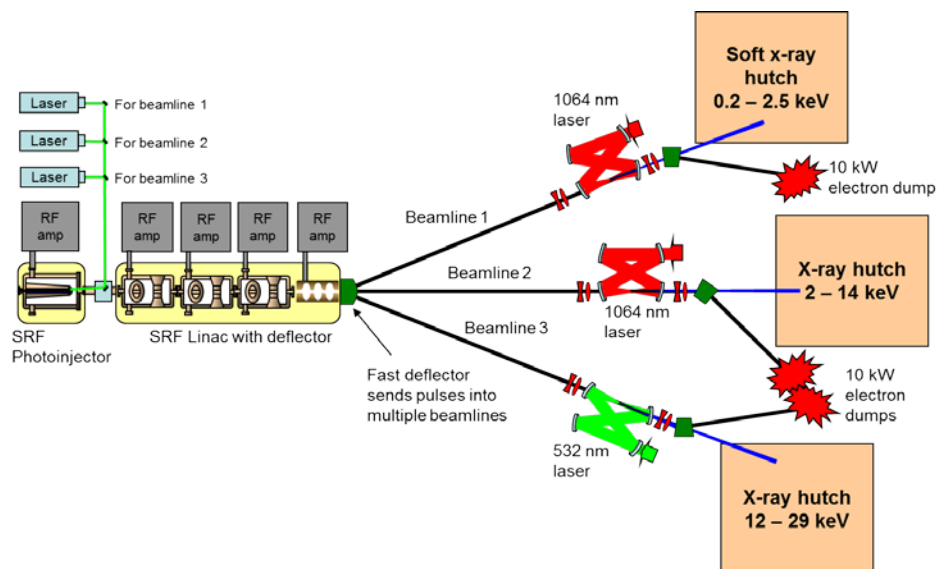 Laser
For beamline 1
Laser
For beamline 2
Laser
For beamline 3
RF
amp
RF
amp
RF
amp
RF
amp
RF
amp
SRF
Photoinjector
SRF Linac with deflector
Fast deflector
sends pulses into
multiple beamlines
Beamline 1
Beamline 2
Beamline 3
1064 nm
laser
1064 nm
laser
532 nm
laser
Soft x-ray
hutch
0.2 – 2.5 keV
10 kW
electron dump
X-ray hutch
2 – 14 keV
10 kW
electron
dumps
X-ray hutch
12 – 29 keV